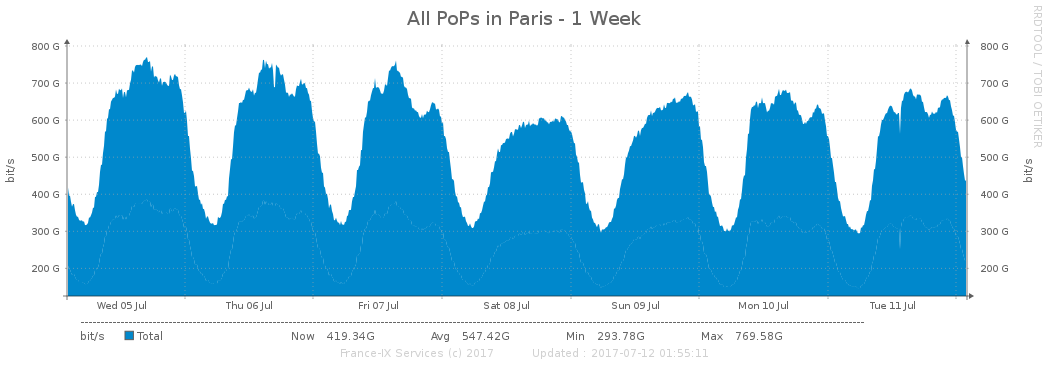 All PoPs in Paris - 1 Week
RRDTOOL / TOBI OETIKER
800 G 800 G
700 G 700 G
600 G 600 G
500 G 500 G
400 G 400 G
300 G 300 G
200 G 200 G
bit/s bit/s
Wed 05 Jul Thu 06 Jul Fri 07 Jul Sat 08 Jul Sun 09 Jul Mon 10 Jul Tue 11 Jul
bit/s Total Now 419.34G Avg 547.42G Min 293.78G Max 769.58G
France-IX Services (c) 2017 Updated : 2017-07-12 01:55:11